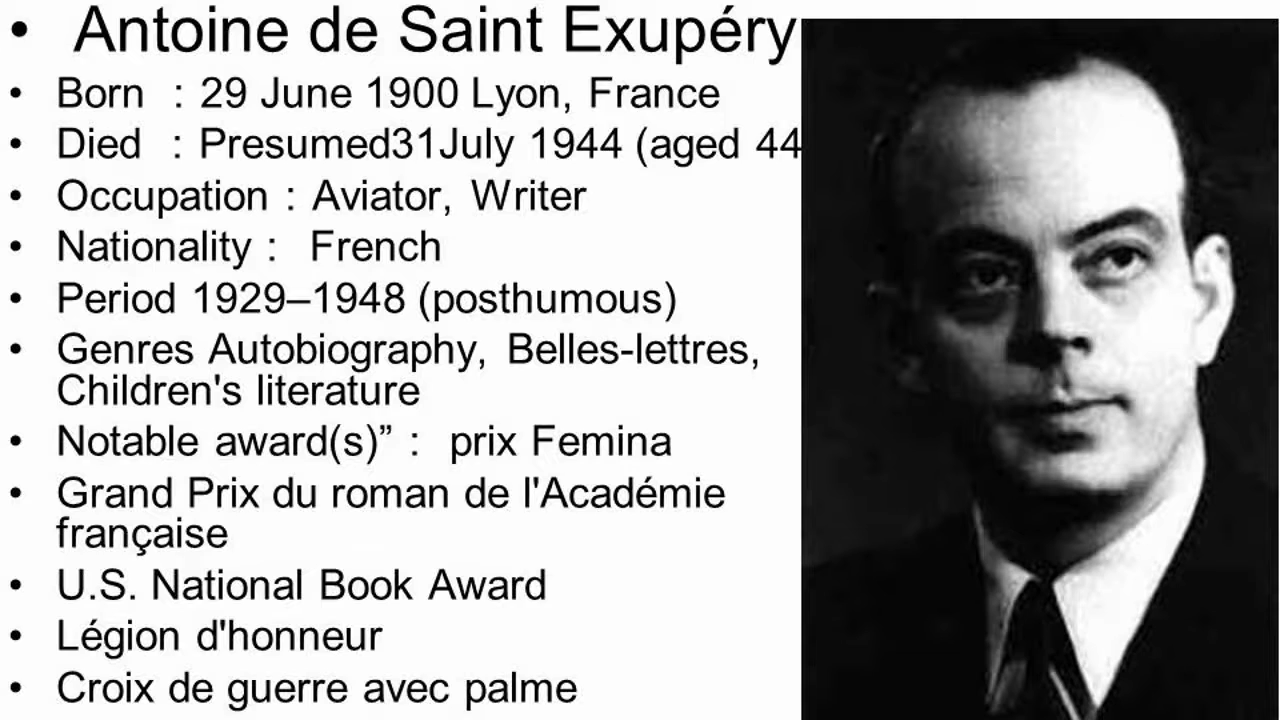 • Antoine de Saint Exupéry
• Born : 29 June 1900 Lyon, France
• Died : Presumed31July 1944 (aged 44
• Occupation : Aviator, Writer
• Nationality : French
• Period 1929–1948 (posthumous)
• Genres Autobiography, Belles-lettres,
Children's literature
• Notable award(s)” : prix Femina
• Grand Prix du roman de l'Académie
française
• U.S. National Book Award
• Légion d'honneur
• Croix de guerre avec palme